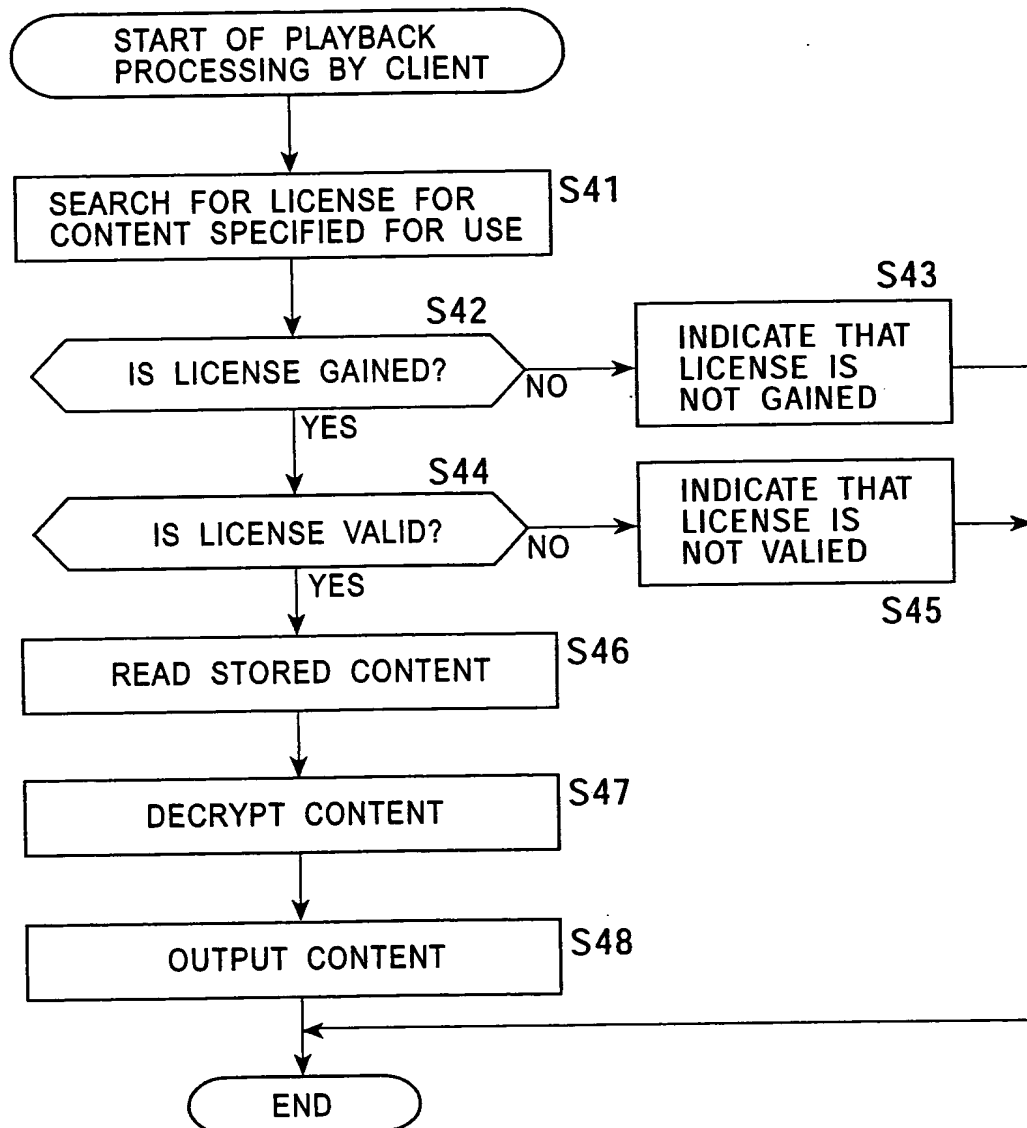 START OF PLAYBACK
PROCESSING BY CLIENT
SEARCH FOR LICENSE FOR
CONTENT SPECIFIED FOR USE
S41
S42
IS LICENSE GAINED?
NO
YES
S43
INDICATE THAT
LICENSE IS
NOT GAINED
S44
IS LICENSE VALID?
NO
YES
INDICATE THAT
LICENSE IS
NOT VALIED
S45
READ STORED CONTENT
S46
DECRYPT CONTENT
S47
OUTPUT CONTENT
S48
END